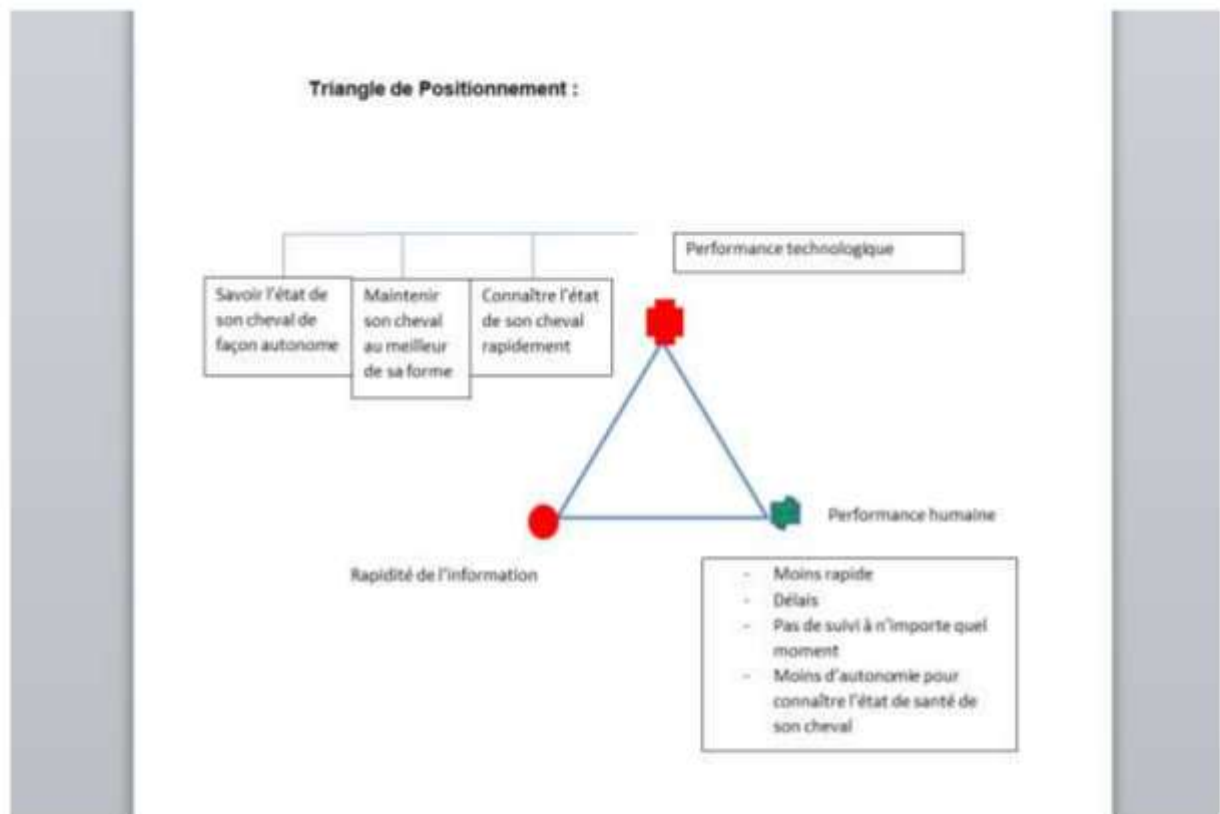 Triangle de Positionnement :
Performance technologique
Savoir l'état de
son cheval de
façon autonome
Maintenir
son cheval
au meilleur
de sa forme
Connaître l'état
de son cheval
rapidement
Performance humaine
Rapidité de l'information
- Moins rapide
- Délais
- Pas de suivi à n'importe quel
moment
- Moins d'autonomie pour
connaître l'état de santé de
son cheval